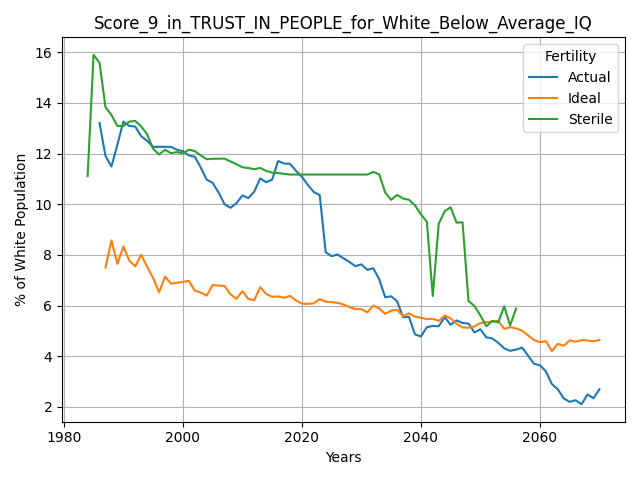 Score_9_in_TRUST_IN_PEOPLE_for_White_Below_Average_IQ
% of White Population
16
14
12
10
8
6
4
2
Fertility
Actual
Ideal
Sterile
1980
2000
2020
2040
2060
Years